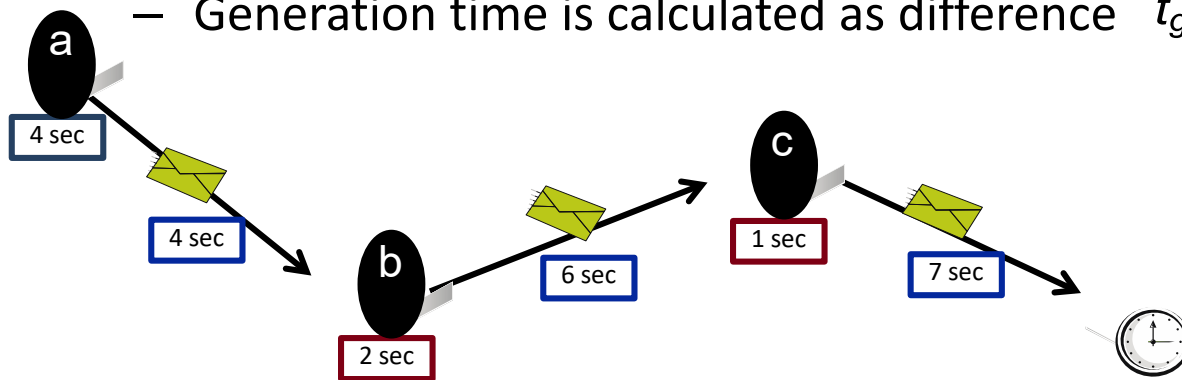 – Generation time is calculated as difference t
a
4 sec
4 sec
b
2 sec
6 sec
c
1 sec
7 sec